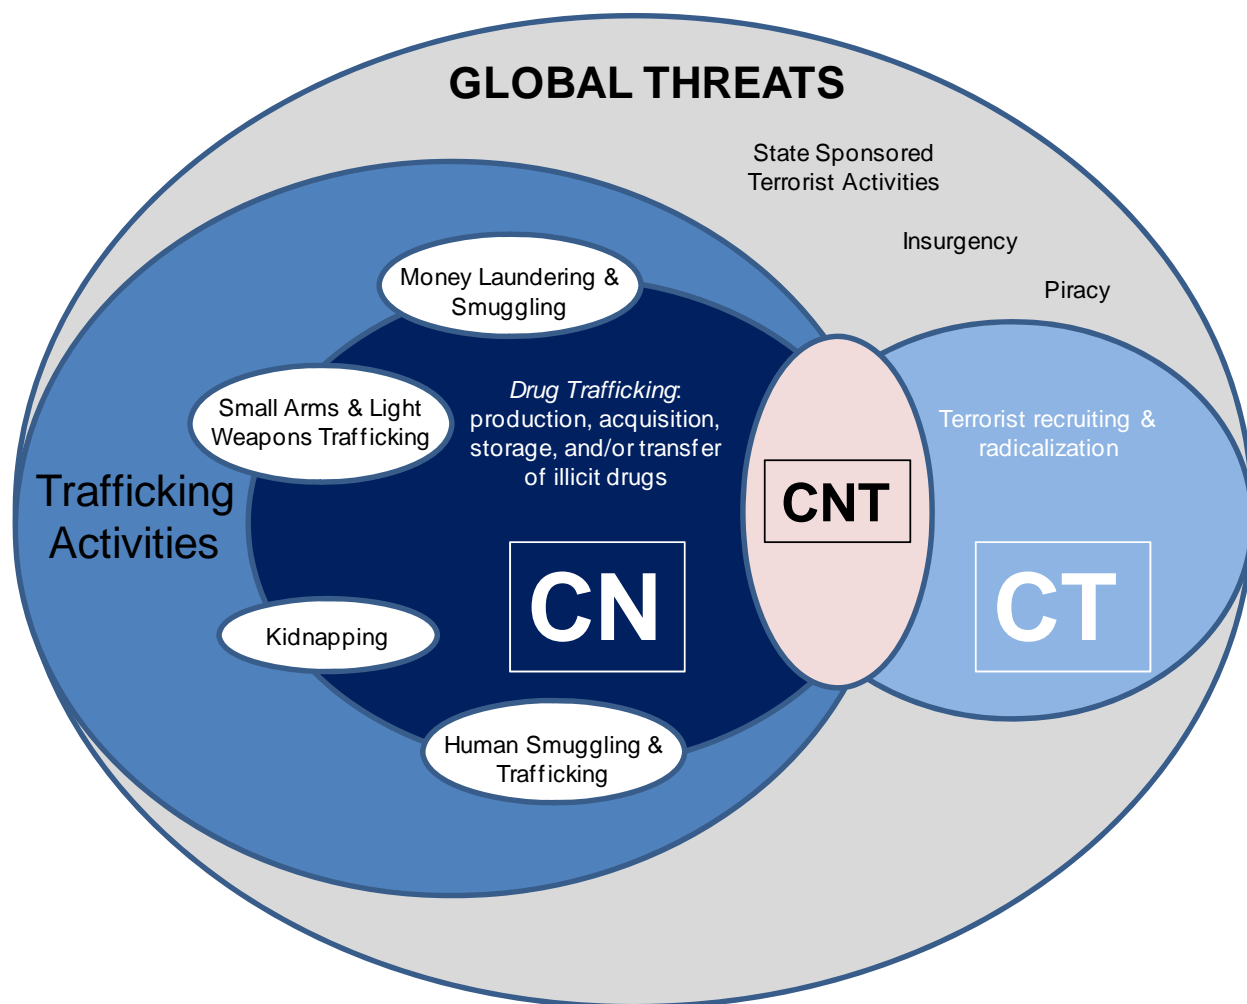 GLOBAL THREATS
State Sponsored
Terrorist Activities
Insurgency
Piracy
Money Laundering &
Smuggling
Small Arms & Light
Weapons Trafficking
Drug Trafficking:
production, acquisition,
storage, and/or transfer
of illicit drugs
Terrorist recruiting &
radicalization
Trafficking
Activities
CNT
CN
CT
Kidnapping
Human Smuggling &
Trafficking